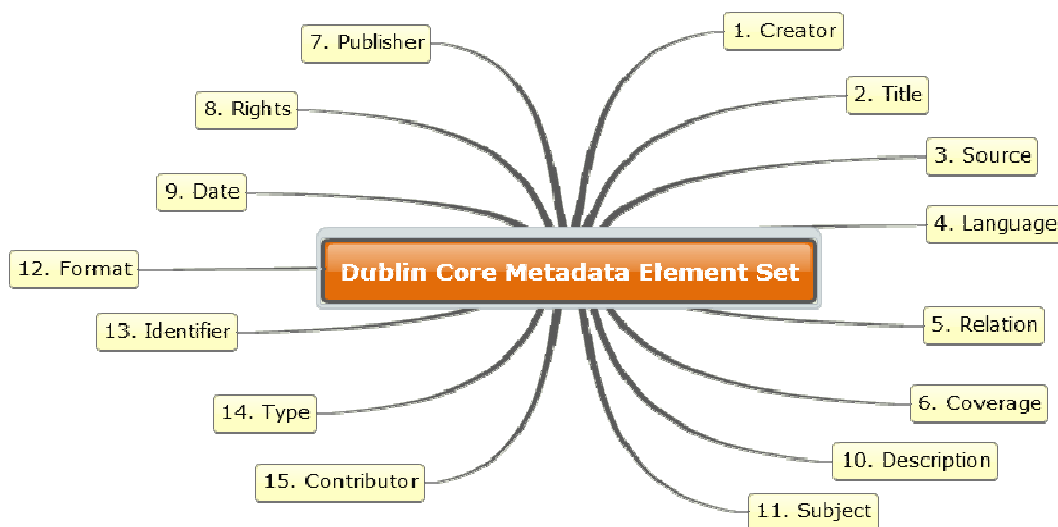 1. Creator
2. Title
3. Source
4. Language
5. Relation
6. Coverage
7. Publisher
8. Rights
9. Date
Dublin Core Metadata Element Set
10. Description
11. Subject
12. Format
13. Identifier
14. Type
15. Contributor